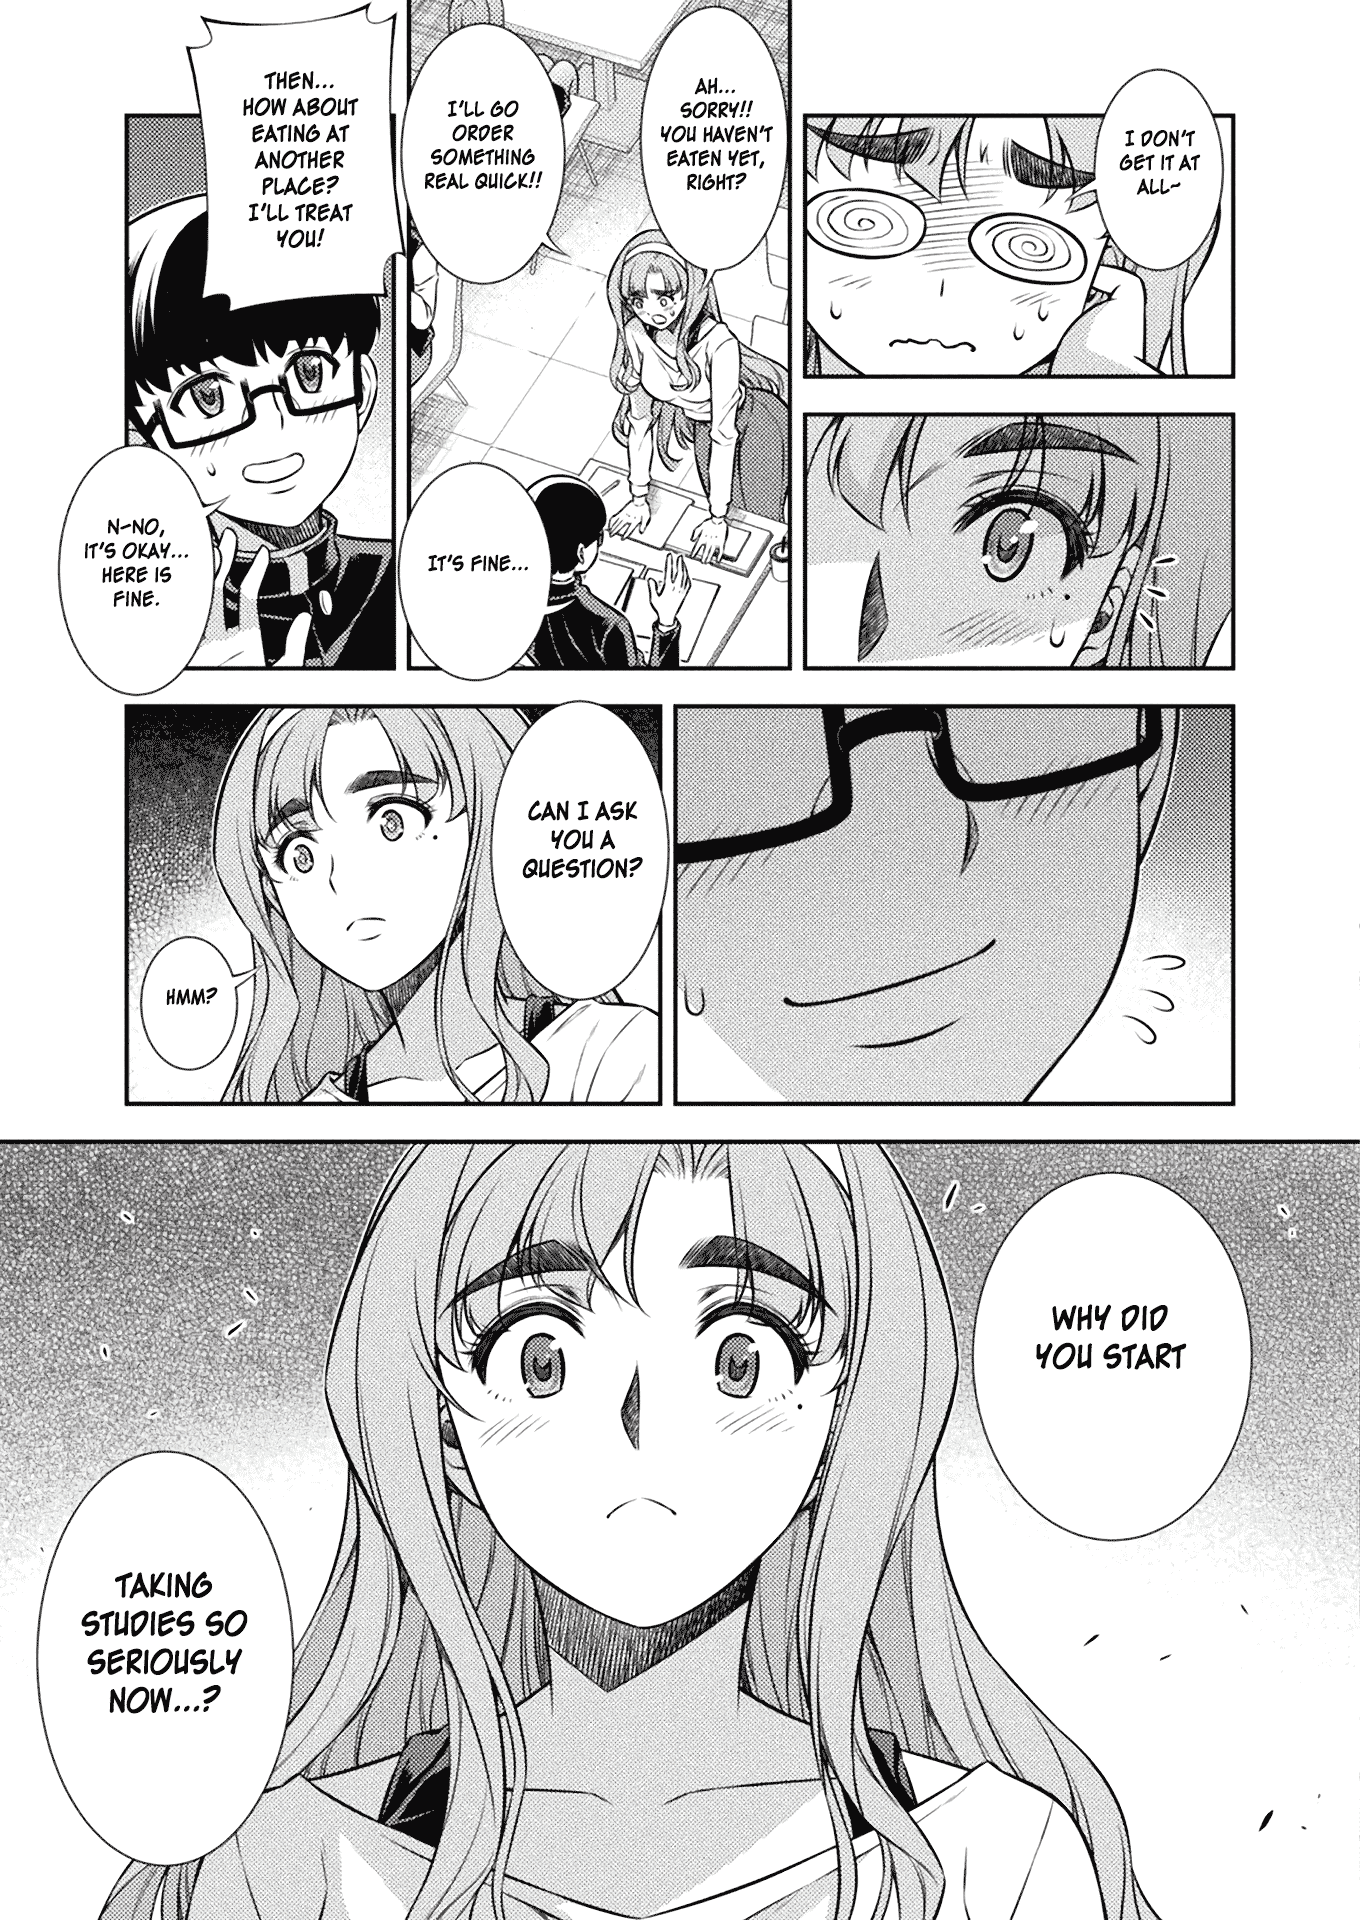 I DON'T
GET IT AT
ALL~
AH...
SORRY!!
YOU HAVEN'T
EATEN YET,
RIGHT?
I'LL GO
ORDER
SOMETHING
REAL QUICK!!
IT'S FINE...
THEN...
HOW ABOUT
EATING AT
ANOTHER
PLACE?
I'LL TREAT
YOU!
N-NO,
IT'S OKAY...
HERE IS
FINE.
CAN I ASK
YOU A
QUESTION?
HMM?
WHY DID
YOU START
TAKING
STUDIES SO
SERIOUSLY
NOW...?